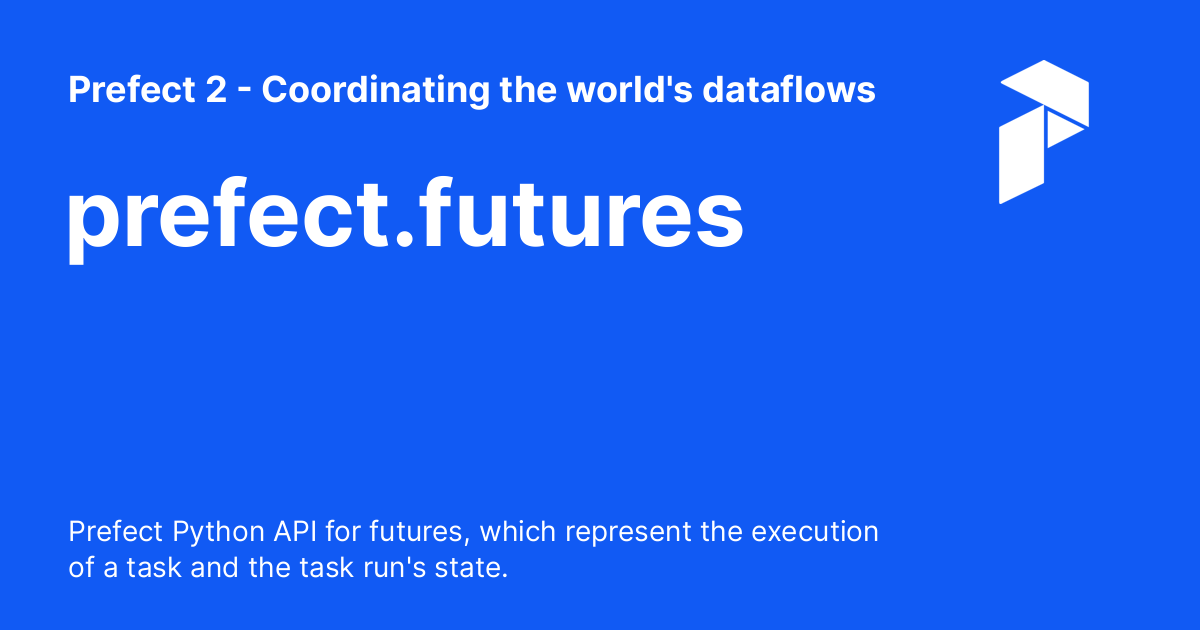 Prefect 2 - Coordinating the world's dataflows
prefect.futures
Prefect Python API for futures, which represent the execution
of a task and the task run's state.